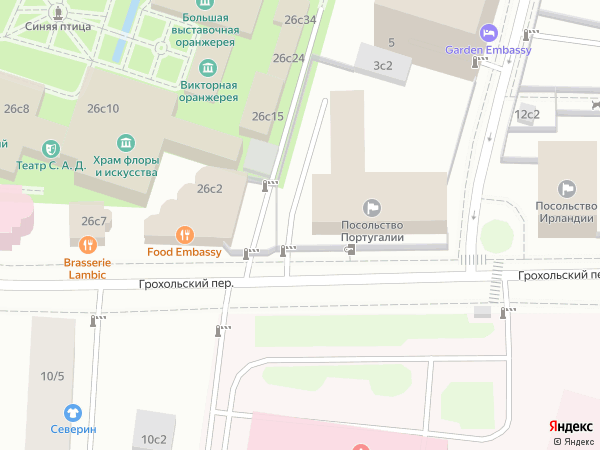 Синяя птица
Большая
выставочная
оранжерея
26с34
5
Garden Embassy
3с2
26с24
Викторная
оранжерея
26с8
26с10
26с15
12с2
Храм флоры
и искусства
ий
Театр С. А. Д.
26с2
Посольство
Португалии
Посольство
Ирландии
26с7
Food Embassy
Brasserie
Lambic
Грохольский пер.
Грохольский пе
10/5
Северин
10с2
Яндекс
© Яндекс